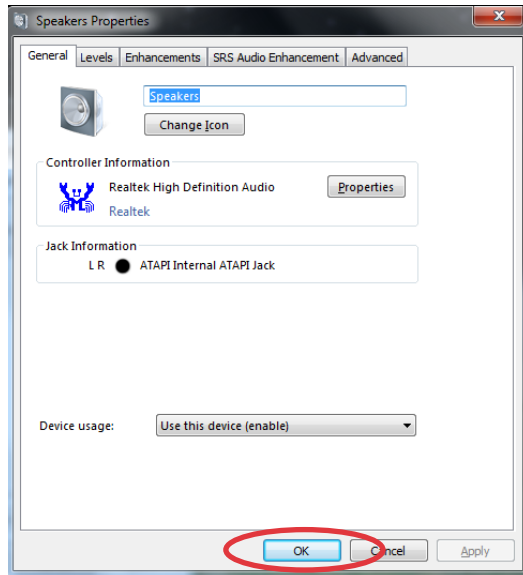 Speakers Properties
General Levels Enhancements SRS Audio Enhancement Advanced
Speakers
Change Icon
Controller Information
Realtek High Definition Audio Properties
Realtek
Jack Information
L R ATAPI Internal ATAPI Jack
Device usage: Use this device (enable)
OK Cancel Apply